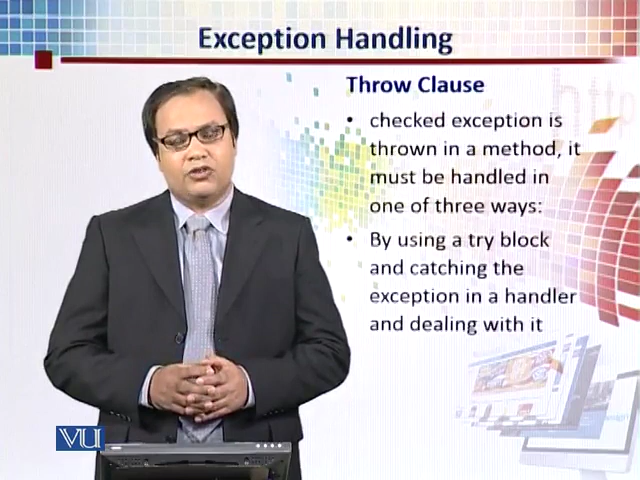 Exception Handling
Throw Clause
• checked exception is
thrown in a method, it
must be handled in
one of three ways:
• By using a try block
and catching the
exception in a handler
and dealing with it
VU
http